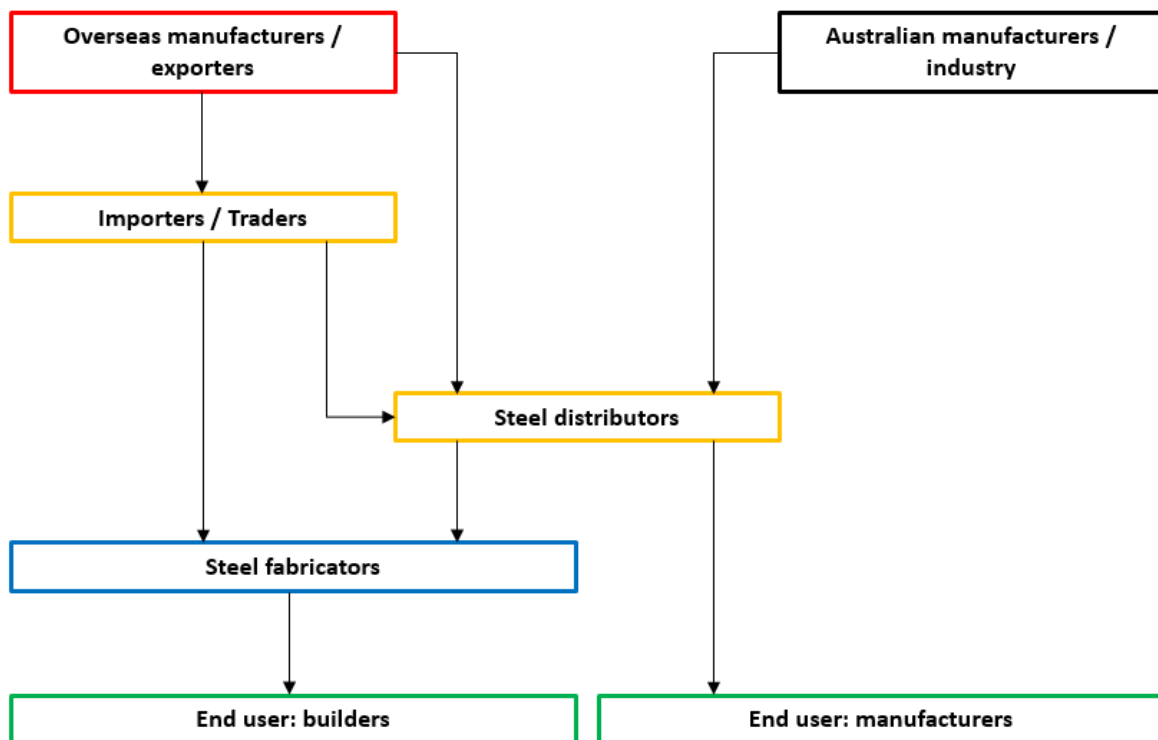 Overseas manufacturers /
exporters
Australian manufacturers /
industry
Importers / Traders
Steel distributors
Steel fabricators
End user: builders
End user: manufacturers